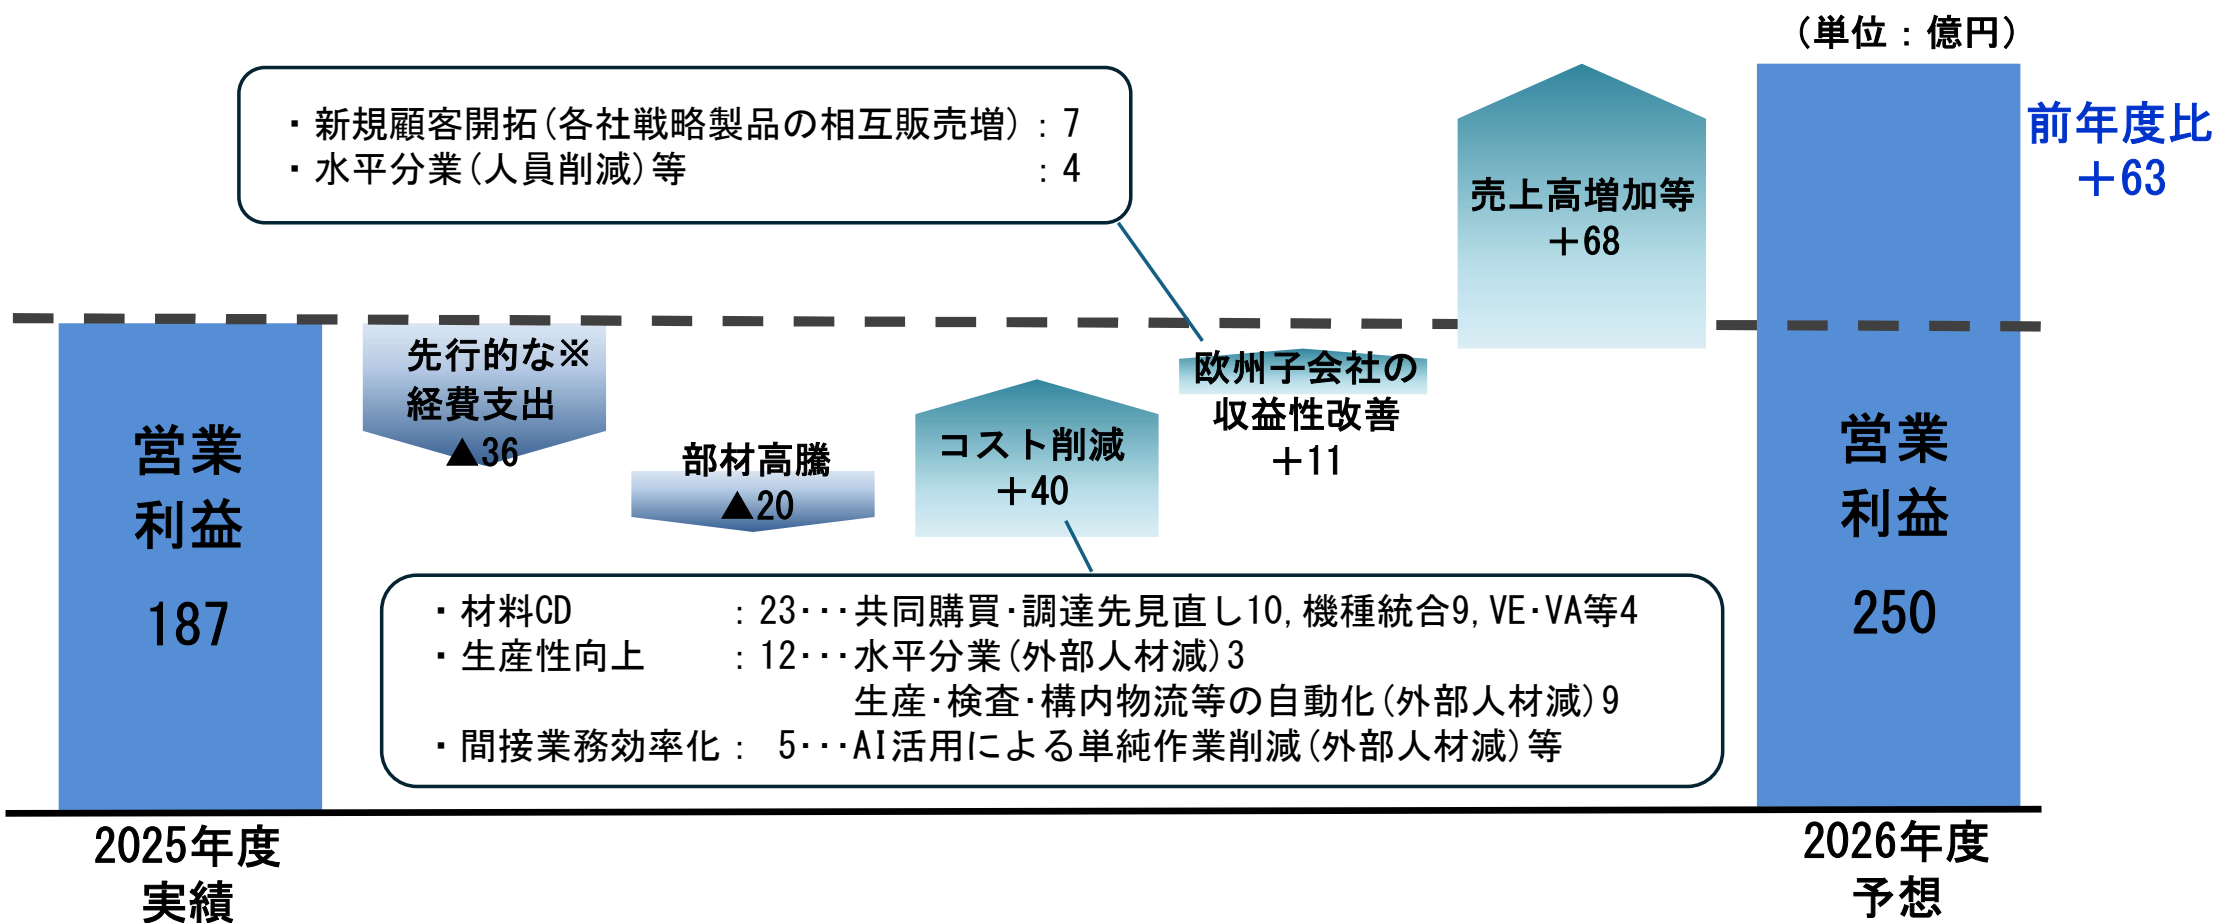 （単位：億円）
・新規顧客開拓(各社戦略製品の相互販売増)：7
・水平分業(人員削減)等：4
前年度比
＋63
売上高増加等
＋68
先行的な※
経費支出
▲36
部材高騰
▲20
コスト削減
＋40
欧州子会社の
収益性改善
＋11
営業
利益
187
営業
利益
250
・材料CD：23･･･共同購買･調達先見直し10,機種統合9,VE･VA等4
・生産性向上：12･･･水平分業(外部人材減)3
生産･検査･構内物流等の自動化(外部人材減)9
・間接業務効率化：5･･･AI活用による単純作業削減(外部人材減)等
2025年度
実績
2026年度
予想